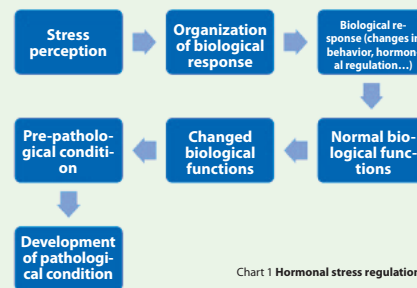 Stress
perception
Organization
of biological
response
Biological re-
sponse (changes in
behavior, hormon-
al regulation...)
Normal bio-
logical func-
tions
Changed
biological
functions
Pre-patholo-
gical conditi-
on
Development
of pathologi-
cal condition
Chart 1 Hormonal stress regulation